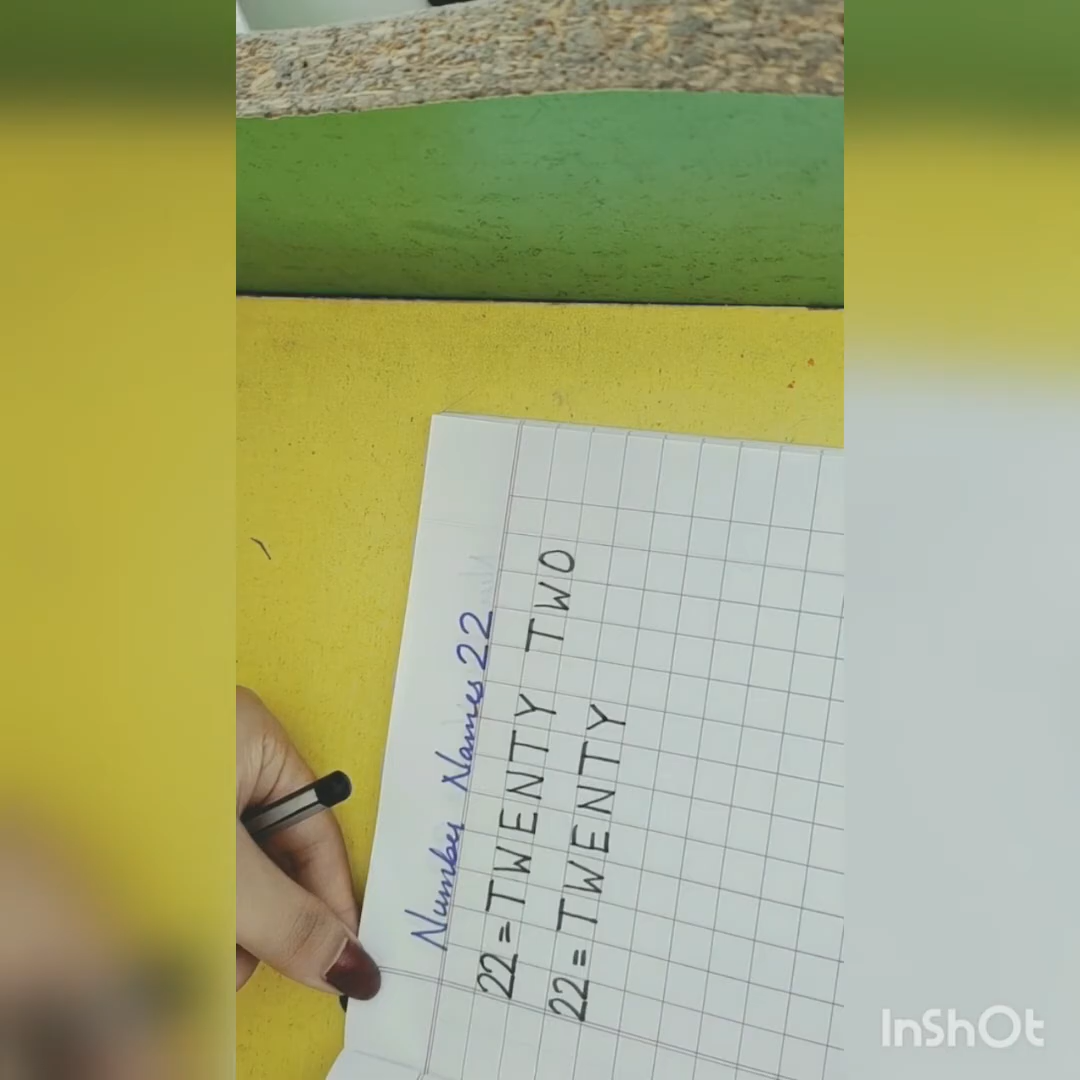 Number Names 22
22 = TWENTY TWO
22 = TWENTY
InShOt